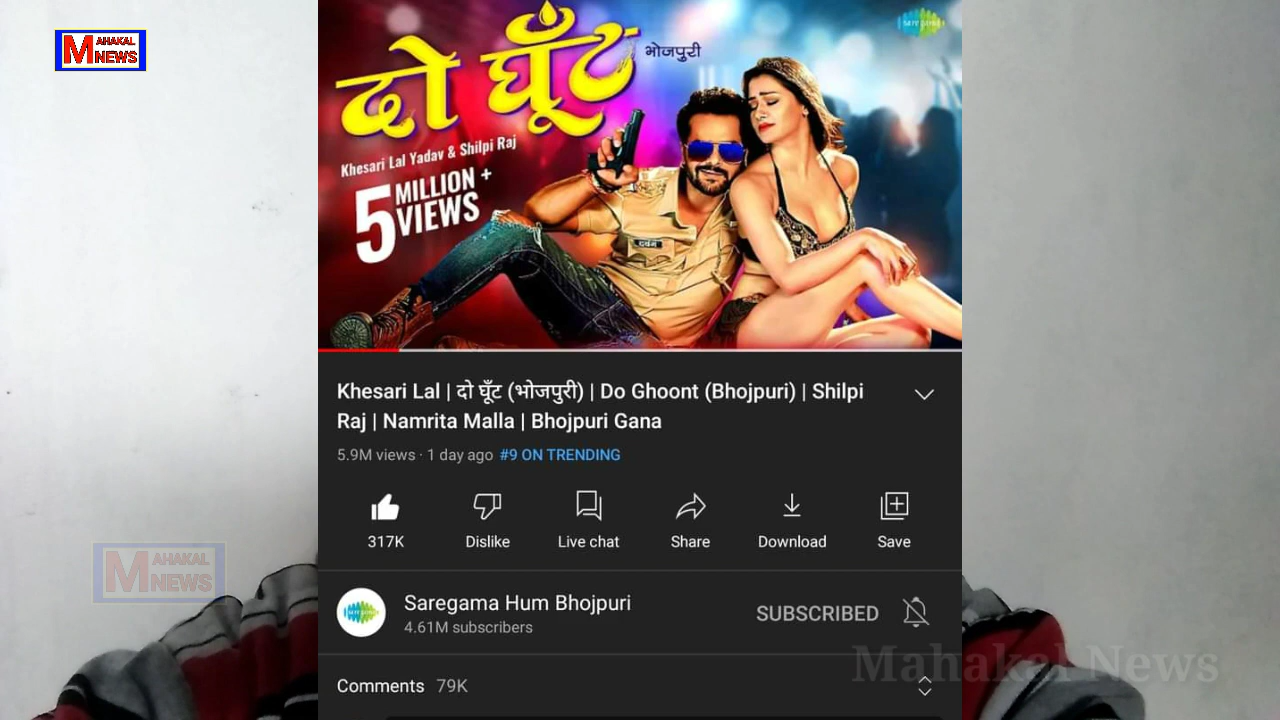 MAHAKAL
NEWS
दो घूँट
भोजपुरी
SAREGAMA
Khesari Lal Yadav & Shilpi Raj
5 MILLION +
VIEWS
Khesari Lal | दो घूँट (भोजपुरी) | Do Ghoont (Bhojpuri) | Shilpi
Raj | Namrita Malla | Bhojpuri Gana
5.9M views · 1 day ago #9 ON TRENDING
317K Dislike Live chat Share Download Save
MAHAKAL
NEWS
Saregama Hum Bhojpuri
4.61M subscribers
SUBSCRIBED
Mahakal News
Comments 79K